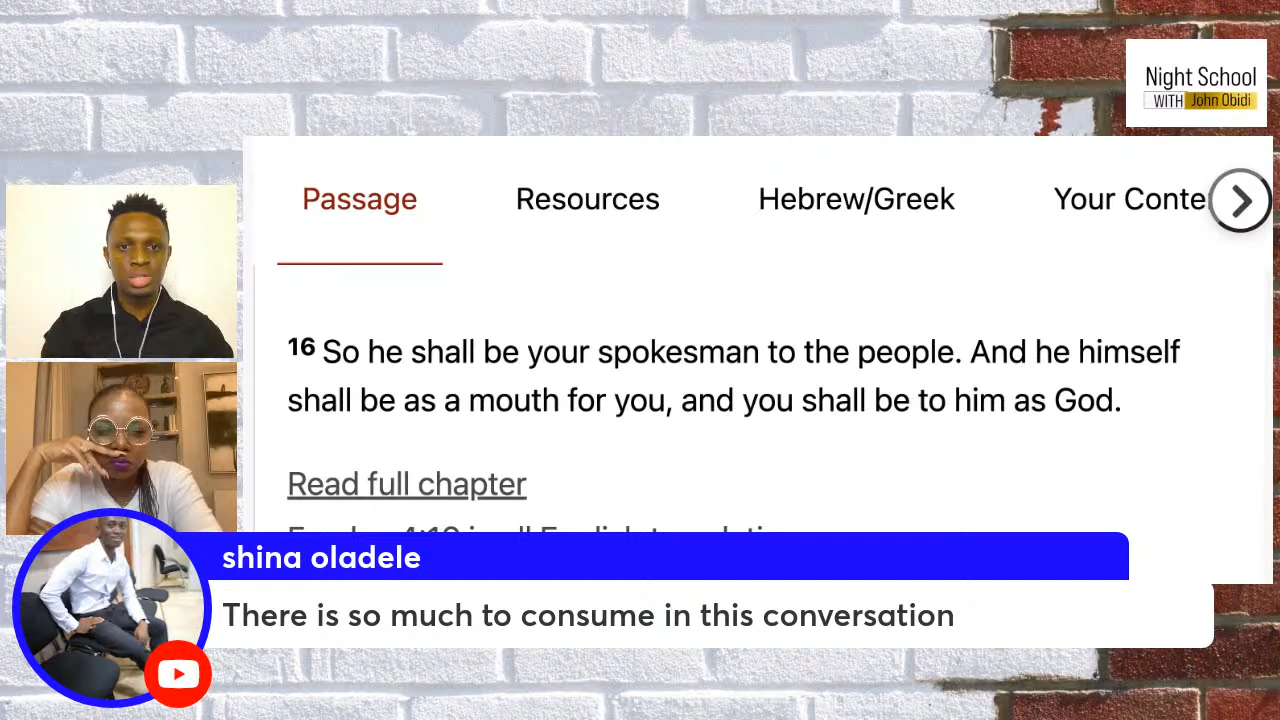 Night School
WITH John Obidi
Passage Resources Hebrew/Greek Your Conte
16 So he shall be your spokesman to the people. And he himself
shall be as a mouth for you, and you shall be to him as God.
Read full chapter
shina oladele
There is so much to consume in this conversation